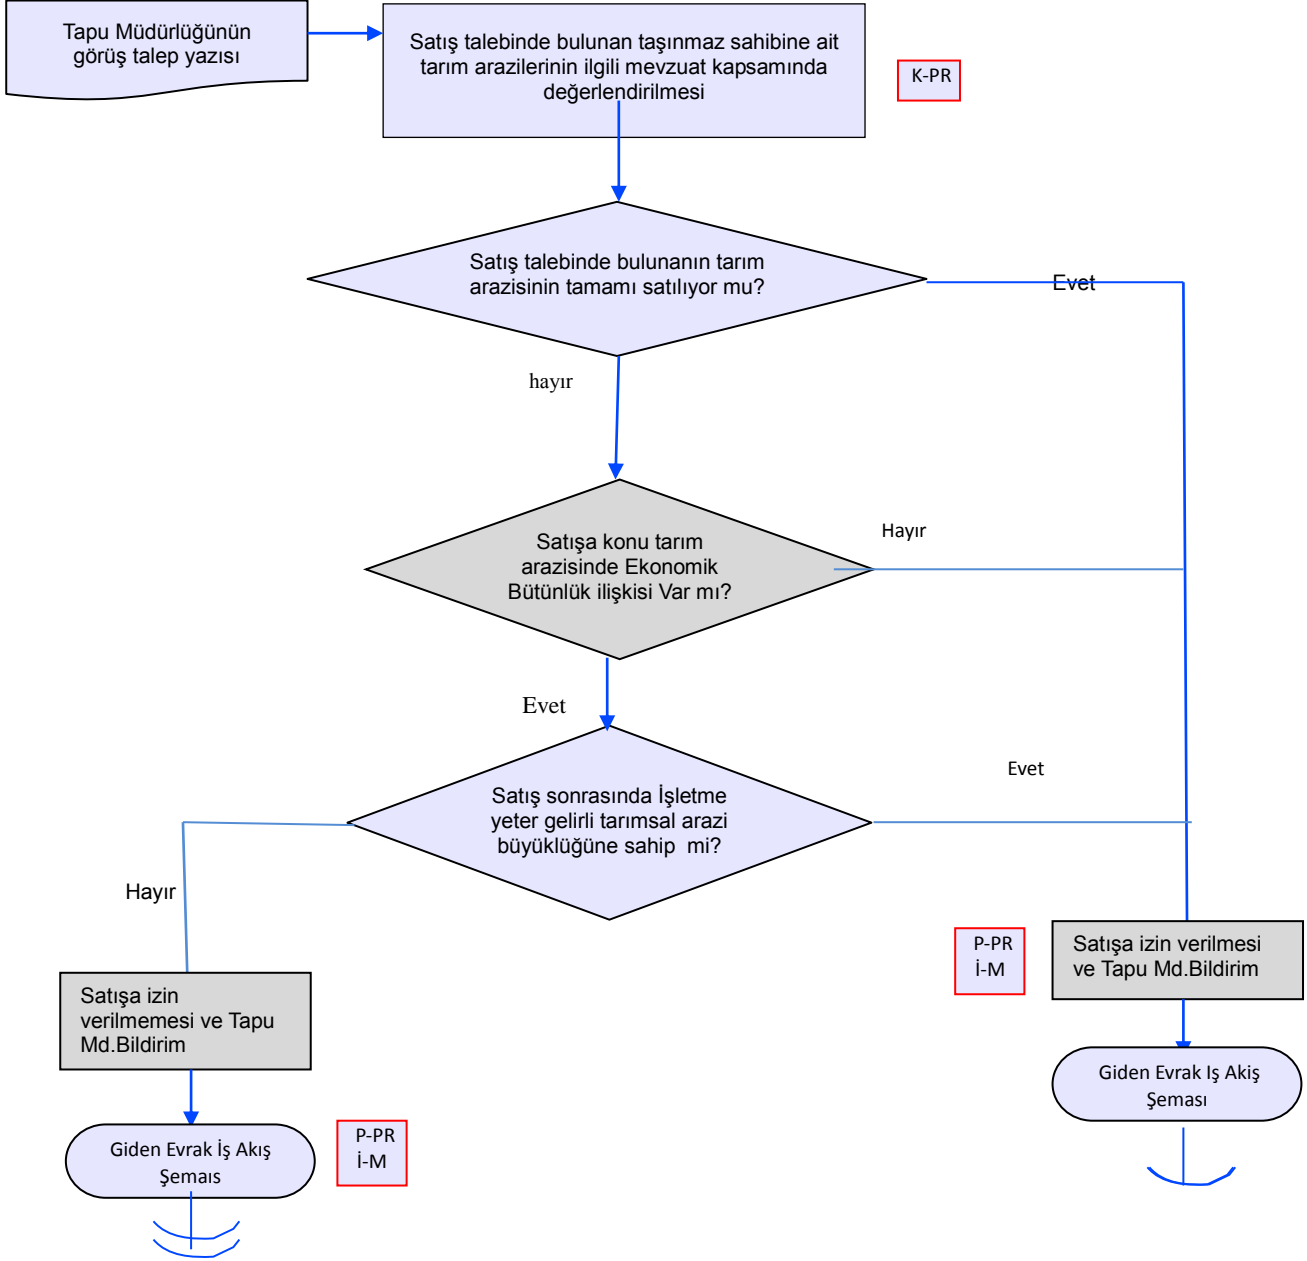 Tapu Müdürlüğünün
görüş talep yazısı
Satış talebinde bulunan taşınmaz sahibine ait
tarım arazilerinin ilgili mevzuat kapsamında
değerlendirilmesi
K-PR
Satış talebinde bulunanın tarım
arazisinin tamamı satılıyor mu?
Evet
hayır
Satışa konu tarım
arazisinde Ekonomik
Bütünlük ilişkisi Var mı?
Hayır
Evet
Satış sonrasında İşletme
yeter gelirli tarımsal arazi
büyüklüğüne sahip mi?
Evet
Hayır
P-PR
İ-M
Satışa izin verilmesi
ve Tapu Md.Bildirim
Satışa izin
verilmemesi ve Tapu
Md.Bildirim
Giden Evrak Iş Akiş
Şeması
Giden Evrak İş Akış
Şemaıs
P-PR
İ-M